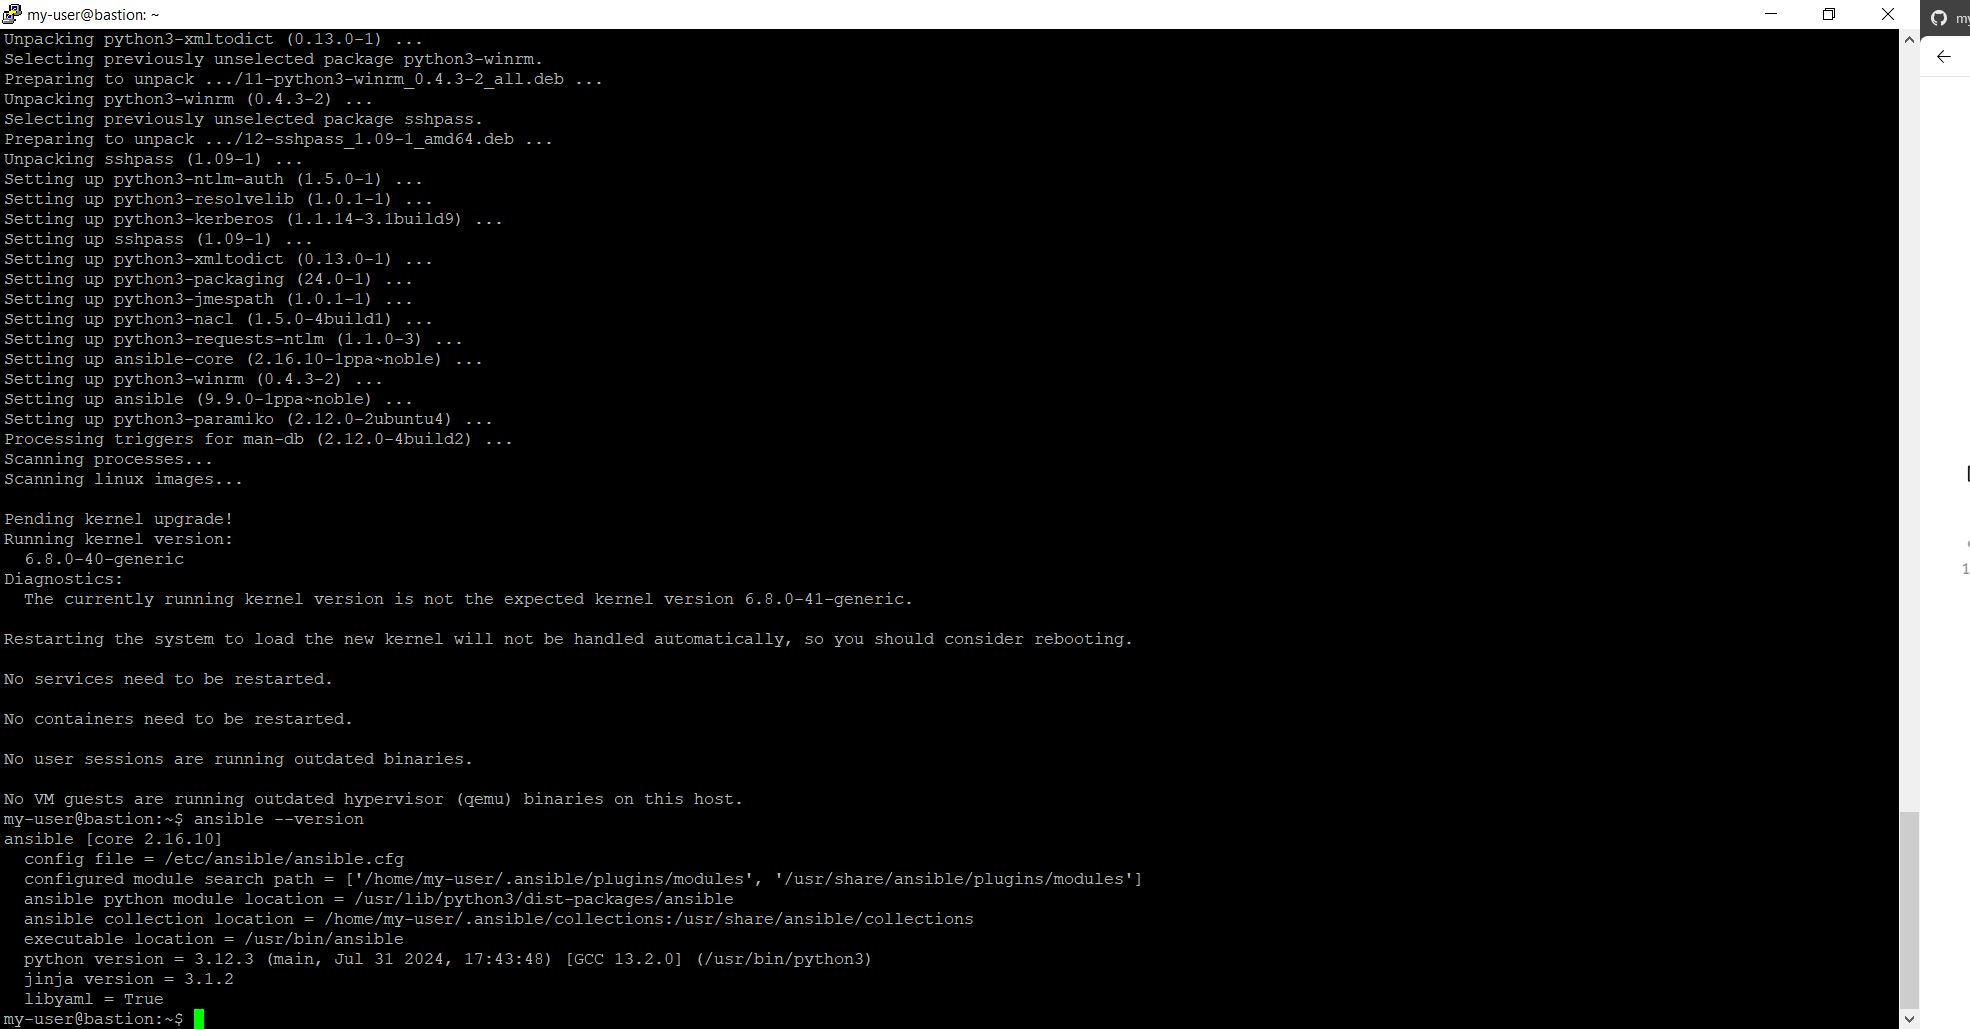 my-user@bastion: ~
my
Unpacking python3-xmltodict (0.13.0-1) ...
Selecting previously unselected package python3-winrm.
Preparing to unpack .../11-python3-winrm_0.4.3-2_all.deb ...
Unpacking python3-winrm (0.4.3-2) ...
Selecting previously unselected package sshpass.
Preparing to unpack .../12-sshpass_1.09-1_amd64.deb ...
Unpacking sshpass (1.09-1) ...
Setting up python3-ntlm-auth (1.5.0-1) ...
Setting up python3-resolvelib (1.0.1-1) ...
Setting up python3-kerberos (1.1.14-3.1build9) ...
Setting up sshpass (1.09-1) ...
Setting up python3-xmltodict (0.13.0-1) ...
Setting up python3-packaging (24.0-1) ...
Setting up python3-jmespath (1.0.1-1) ...
Setting up python3-nacl (1.5.0-4build1) ...
Setting up python3-requests-ntlm (1.1.0-3) ...
Setting up ansible-core (2.16.10-1ppa~noble) ...
Setting up python3-winrm (0.4.3-2) ...
Setting up ansible (9.9.0-1ppa~noble) ...
Setting up python3-paramiko (2.12.0-2ubuntu4) ...
Processing triggers for man-db (2.12.0-4build2) ...
Scanning processes...
Scanning linux images...
Pending kernel upgrade!
Running kernel version:
  6.8.0-40-generic
Diagnostics:
  The currently running kernel version is not the expected kernel version 6.8.0-41-generic.
Restarting the system to load the new kernel will not be handled automatically, so you should consider rebooting.
No services need to be restarted.
No containers need to be restarted.
No user sessions are running outdated binaries.
No VM guests are running outdated hypervisor (qemu) binaries on this host.
my-user@bastion:~$ ansible --version
ansible [core 2.16.10]
  config file = /etc/ansible/ansible.cfg
  configured module search path = ['/home/my-user/.ansible/plugins/modules', '/usr/share/ansible/plugins/modules']
  ansible python module location = /usr/lib/python3/dist-packages/ansible
  ansible collection location = /home/my-user/.ansible/collections:/usr/share/ansible/collections
  executable location = /usr/bin/ansible
  python version = 3.12.3 (main, Jul 31 2024, 17:43:48) [GCC 13.2.0] (/usr/bin/python3)
  jinja version = 3.1.2
  libyaml = True
my-user@bastion:~$